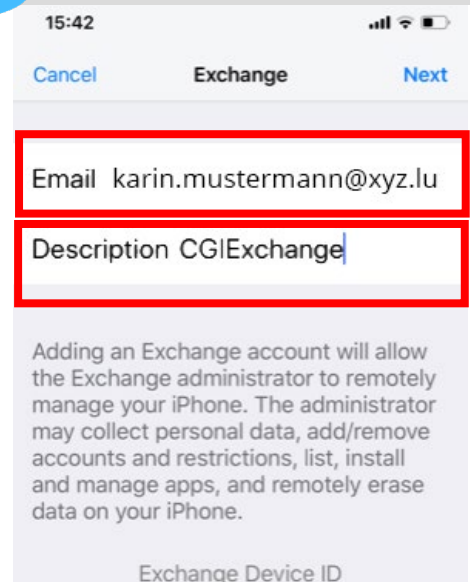 15:42
Cancel Exchange Next
Email karin.mustermann@xyz.lu
Description CGIExchange
Adding an Exchange account will allow
the Exchange administrator to remotely
manage your iPhone. The administrator
may collect personal data, add/remove
accounts and restrictions, list, install
and manage apps, and remotely erase
data on your iPhone.
Exchange Device ID